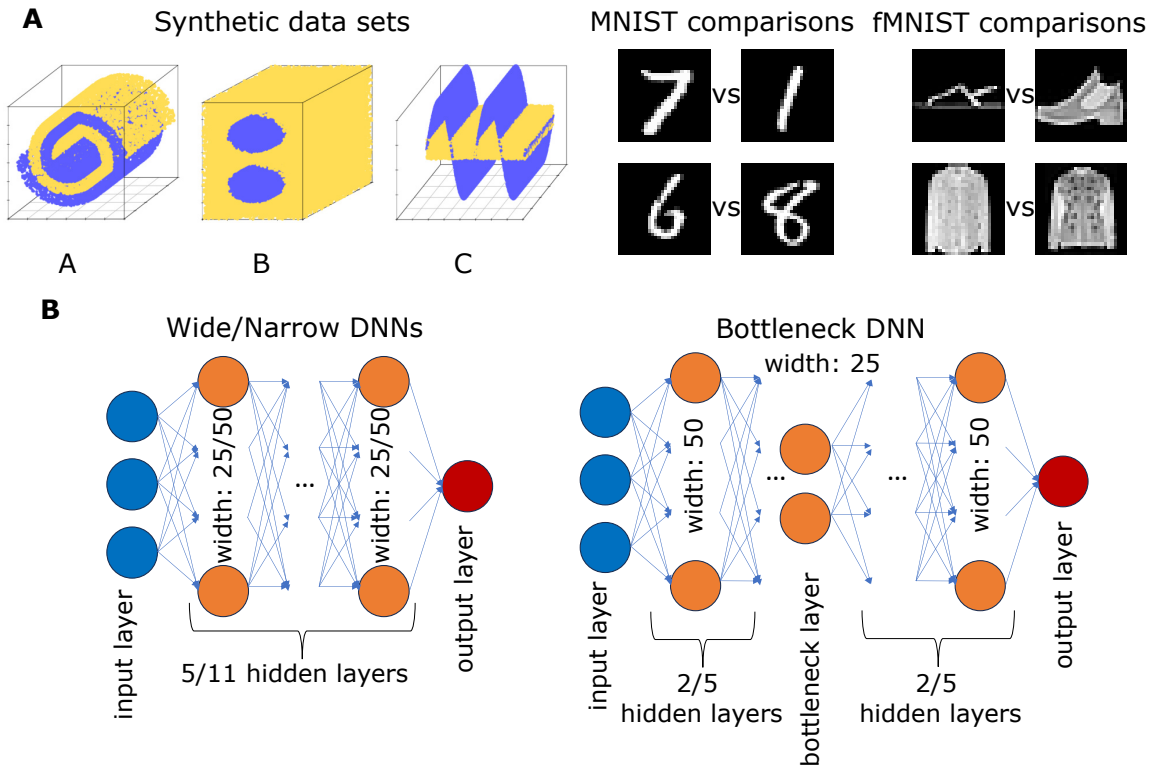 A
Synthetic data sets
MNIST comparisons
fMNIST comparisons
vs
vs
vs
vs
A
B
C
B
Wide/Narrow DNNs
width: 25/50
...
width: 25/50
input layer
5/11 hidden layers
output layer
Bottleneck DNN
width: 25
width: 50
...
...
width: 50
input layer
2/5
hidden layers
bottleneck layer
2/5
hidden layers
output layer